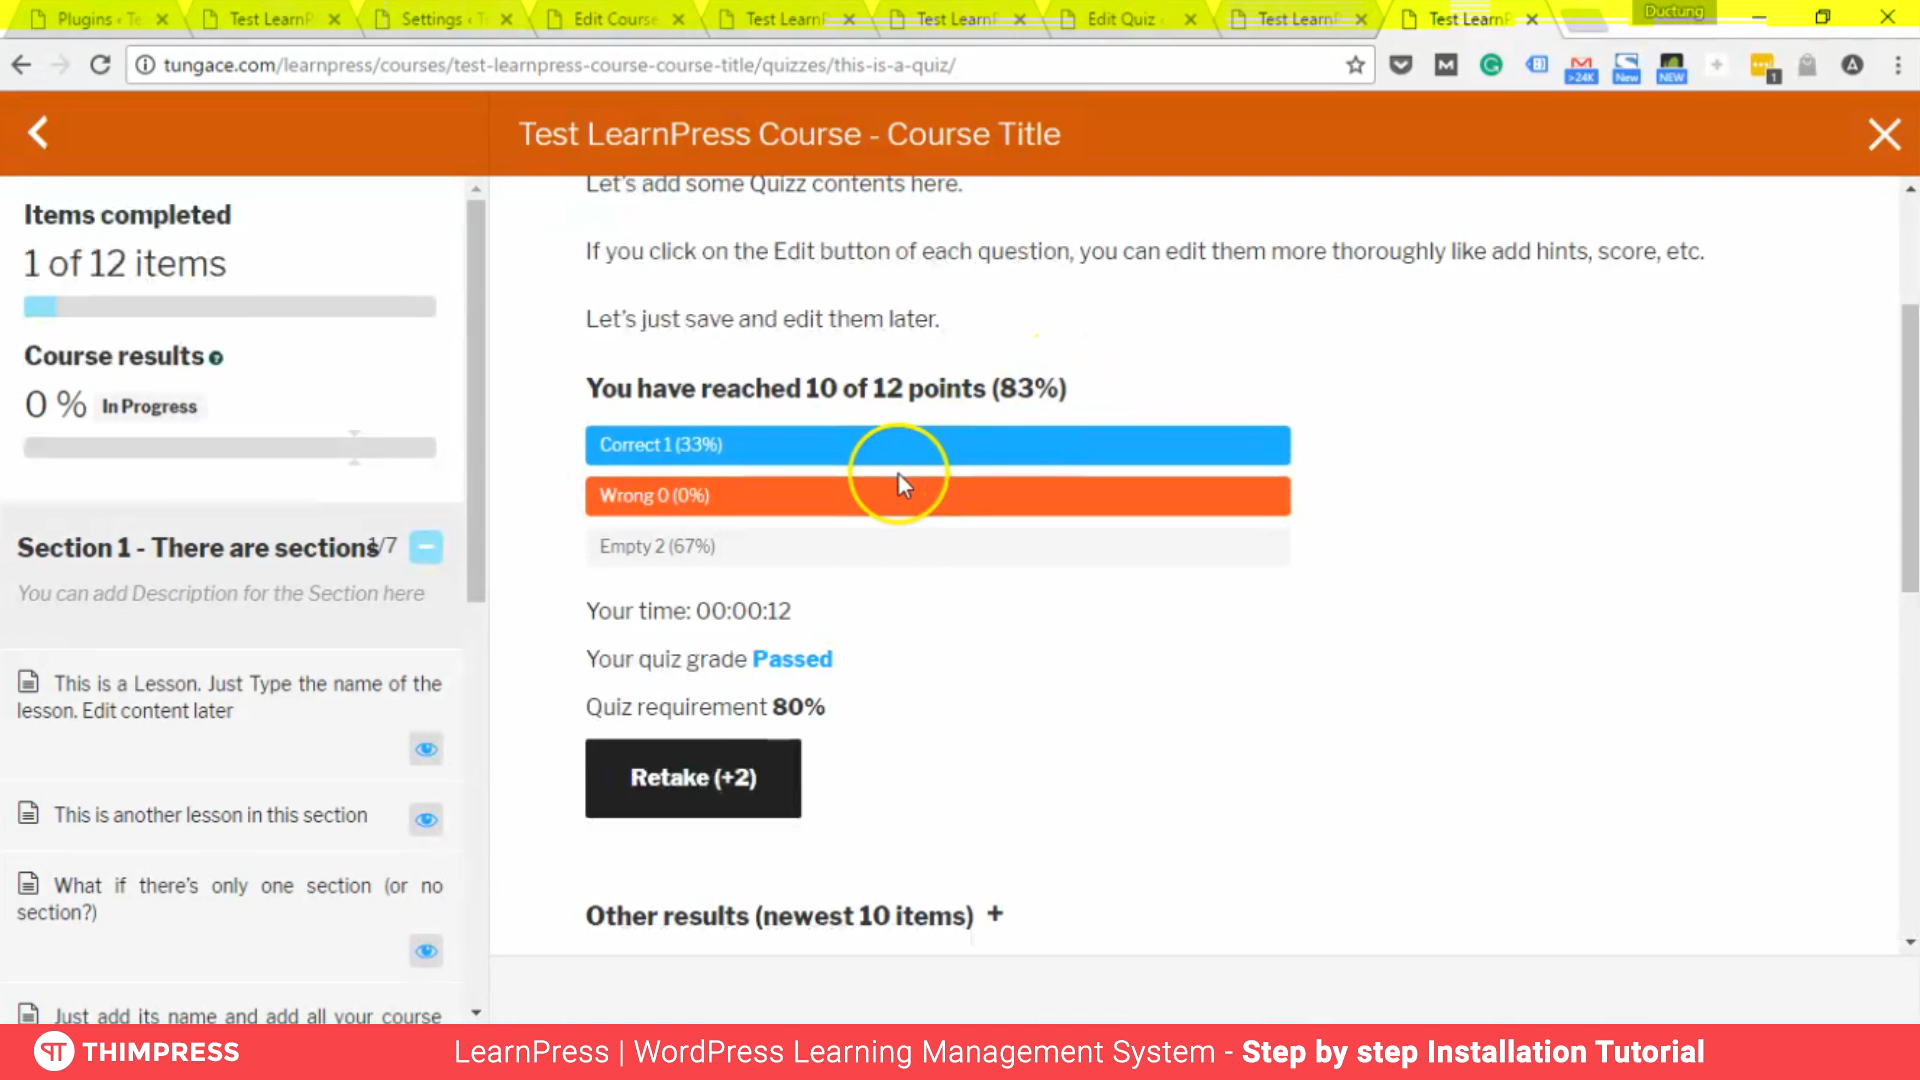 Plugins ‹ Te
Test LearnP
Settings ‹ T
Edit Course
Test LearnP
Test LearnP
Edit Quiz ‹
Test LearnP
Test LearnP
Ductung
tungace.com/learnpress/courses/test-learnpress-course-course-title/quizzes/this-is-a-quiz/
>24K
New
NEW
1
Test LearnPress Course - Course Title
Items completed
1 of 12 items
Course results
0 % In Progress
Section 1 - There are sections 1/7
You can add Description for the Section here
This is a Lesson. Just Type the name of the
lesson. Edit content later
This is another lesson in this section
What if there's only one section (or no
section?)
Just add its name and add all your course
Let's add some Quizz contents here.
If you click on the Edit button of each question, you can edit them more thoroughly like add hints, score, etc.
Let's just save and edit them later.
You have reached 10 of 12 points (83%)
Correct 1 (33%)
Wrong 0 (0%)
Empty 2 (67%)
Your time: 00:00:12
Your quiz grade Passed
Quiz requirement 80%
Retake (+2)
Other results (newest 10 items) +
THIMPRESS
LearnPress | WordPress Learning Management System - Step by step Installation Tutorial